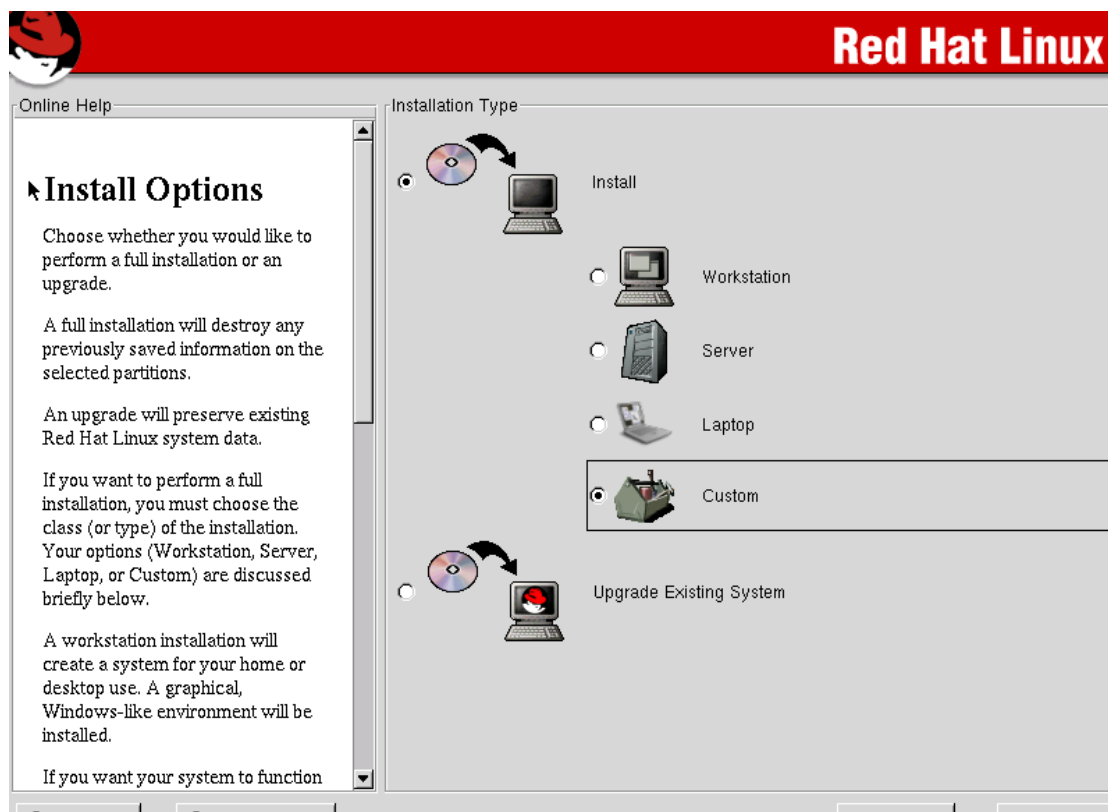 Red Hat Linux
Online Help
Install Options
Choose whether you would like to
perform a full installation or an
upgrade.
A full installation will destroy any
previously saved information on the
selected partitions.
An upgrade will preserve existing
Red Hat Linux system data.
If you want to perform a full
installation, you must choose the
class (or type) of the installation.
Your options (Workstation, Server,
Laptop, or Custom) are discussed
briefly below.
A workstation installation will
create a system for your home or
desktop use. A graphical,
Windows-like environment will be
installed.
If you want your system to function
Installation Type
Install
Workstation
Server
Laptop
Custom
Upgrade Existing System